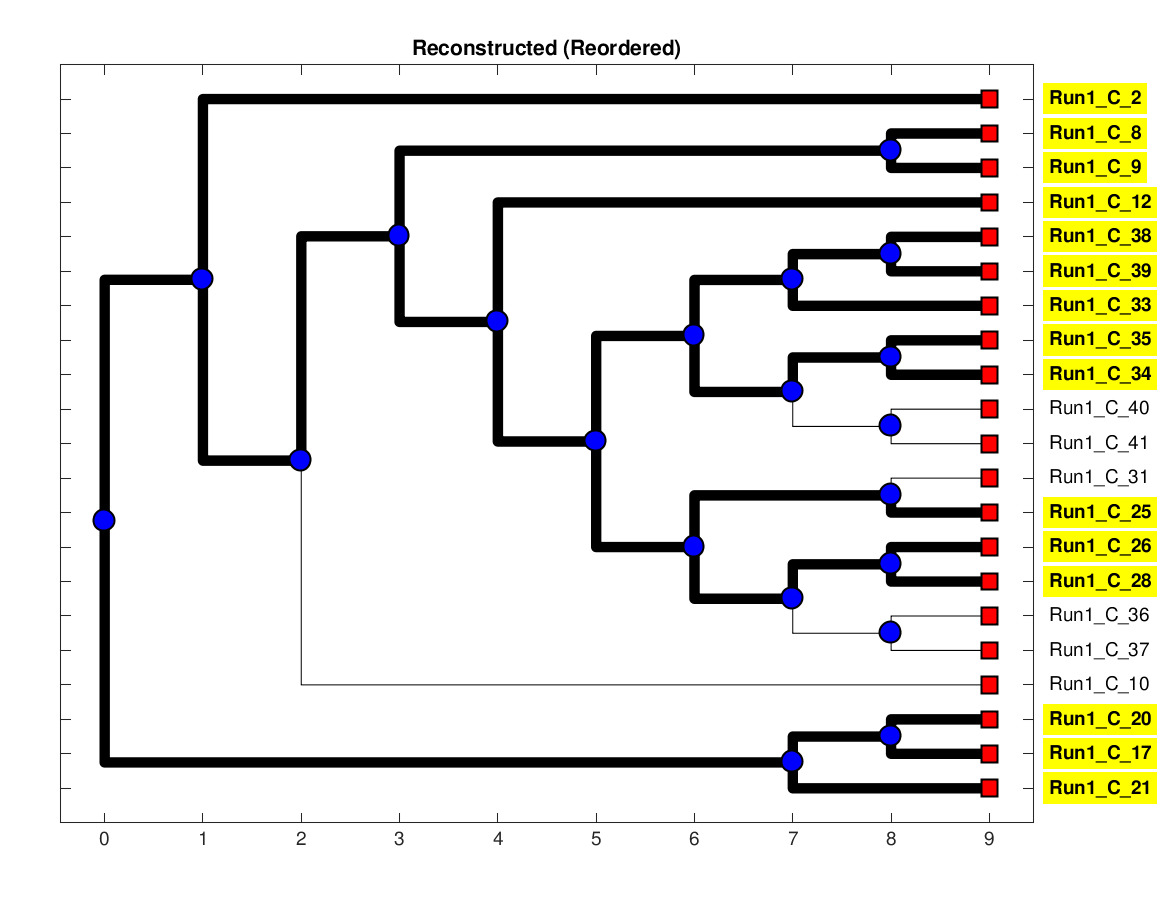 Reconstructed (Reordered)
Run1_C_2
Run1_C_8
Run1_C_9
Run1_C_12
Run1_C_38
Run1_C_39
Run1_C_33
Run1_C_35
Run1_C_34
Run1_C_40
Run1_C_41
Run1_C_31
Run1_C_25
Run1_C_26
Run1_C_28
Run1_C_36
Run1_C_37
Run1_C_10
Run1_C_20
Run1_C_17
Run1_C_21
0 1 2 3 4 5 6 7 8 9